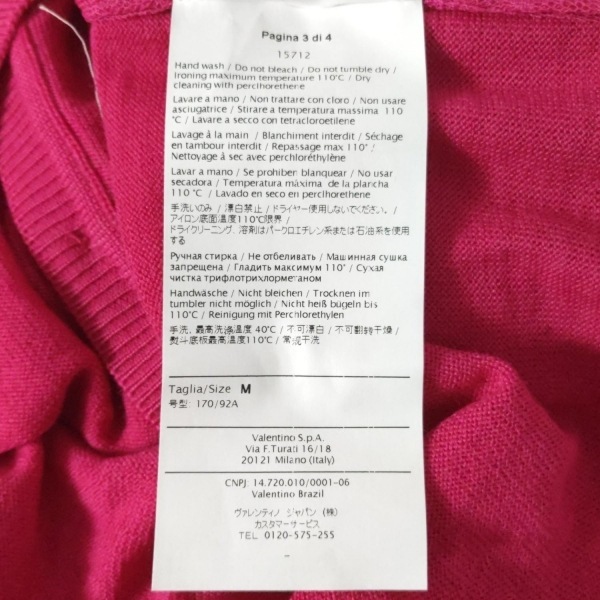 Pagina 3 di 4
15712
Hand wash / Do not bleach / Do not tumble dry /
Ironing maximum temperature 110°C / Dry
cleaning with perclhorethene
Lavare a mano / Non trattare con cloro / Non usare
asciugatrice / Stirare a temperatura massima 110
°C / Lavare a secco con tetracloroetilene
Lavage à la main / Blanchiment interdit / Séchage
en tambour interdit / Repassage max 110° /
Nettoyage à sec avec perchloréthylène
Lavar a mano / Se prohiben blanquear / No usar
secadora / Temperatura máxima de la plancha
110 °C / Lavado en seco en perclhorethene
手洗いのみ / 漂白禁止 / ドライヤー使用しないでください。 /
アイロン底面温度110℃限界 /
ドライクリーニング、溶剤はパークロエチレン系または石油系を使用
する
Ручная стирка / Не отбеливать / Машинная сушка
запрещена / Гладить максимум 110° / Сухая
чистка трифлотрихлорметаном
Handwäsche / Nicht bleichen / Trocknen im
tumbler nicht möglich / Nicht heiß bügeln bis
110°C / Reinigung mit Perchlorethylen
手洗、最高洗涤温度 40℃ / 不可漂白 / 不可翻转干燥 /
熨斗底板最高温度110℃ / 常规干洗
Taglia/Size M
号型: 170/92A
Valentino S.p.A.
Via F.Turati 16/18
20121 Milano (Italy)
CNPJ: 14.720.010/0001-06
Valentino Brazil
ヴァレンティノ ジャパン (株)
カスタマーサービス
TEL 0120-575-255
-